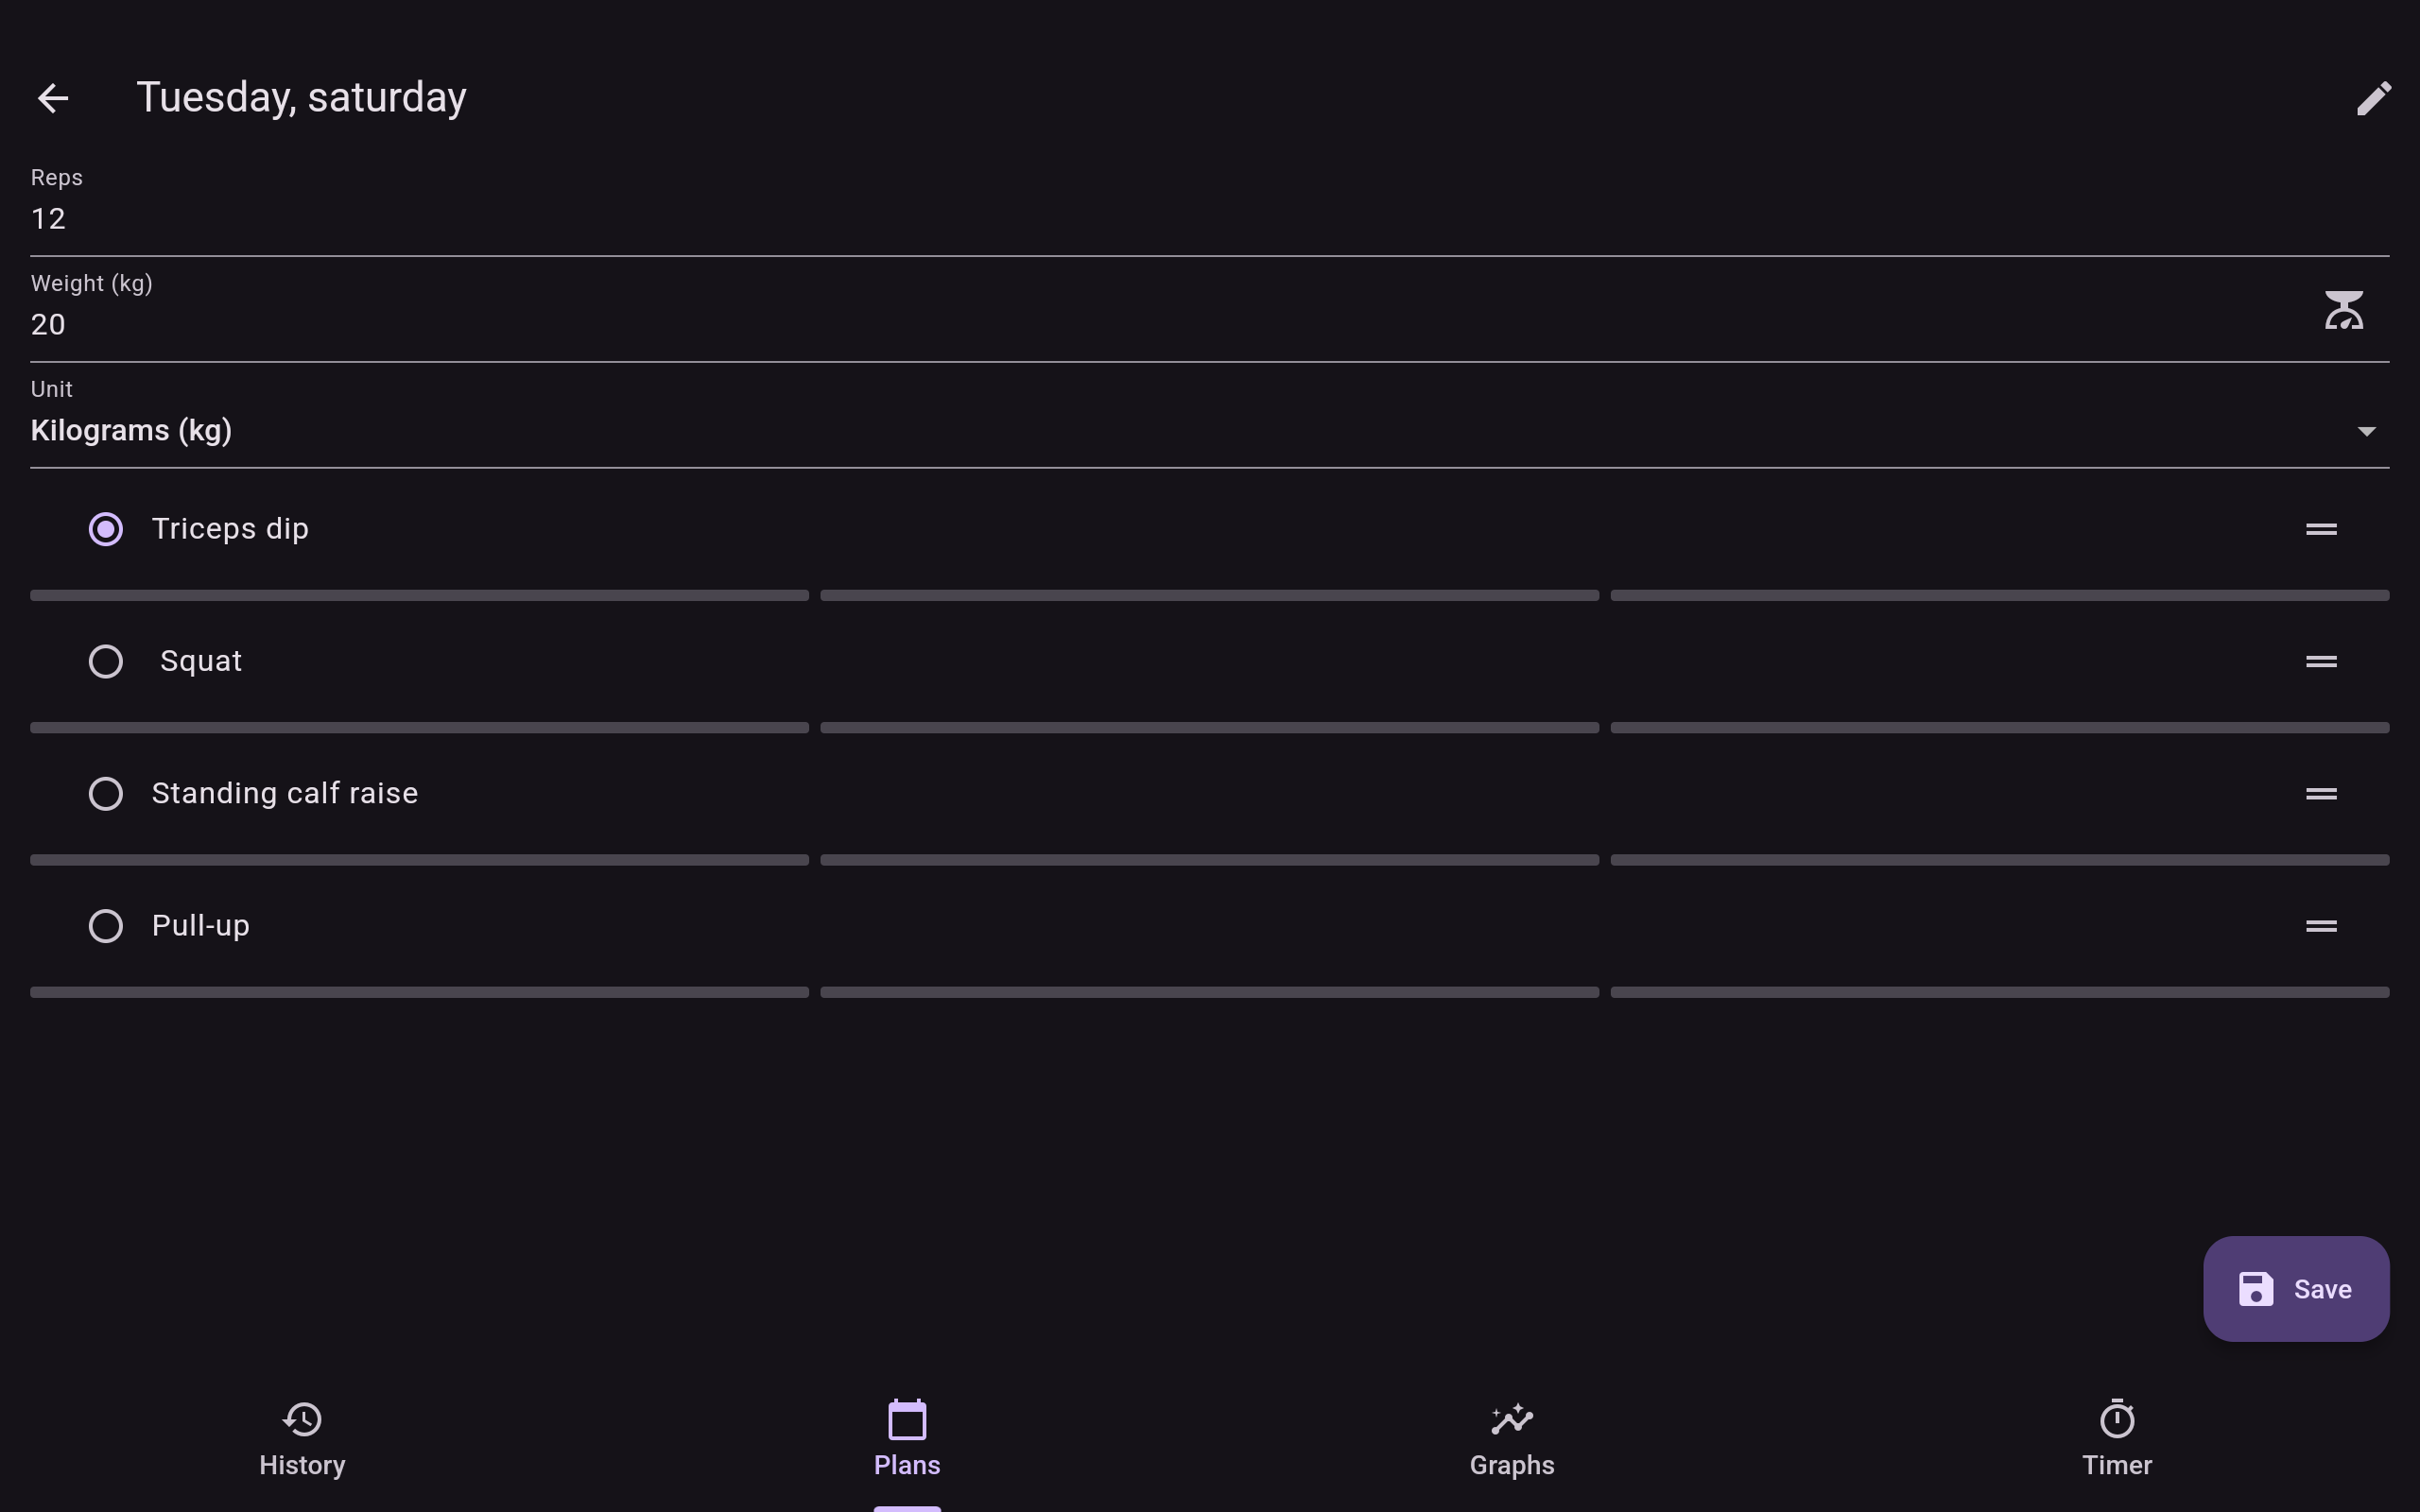 Tuesday, saturday
Reps
12
Weight (kg)
20
Unit
Kilograms (kg)
Triceps dip
Squat
Standing calf raise
Pull-up
Save
History
Plans
Graphs
Timer